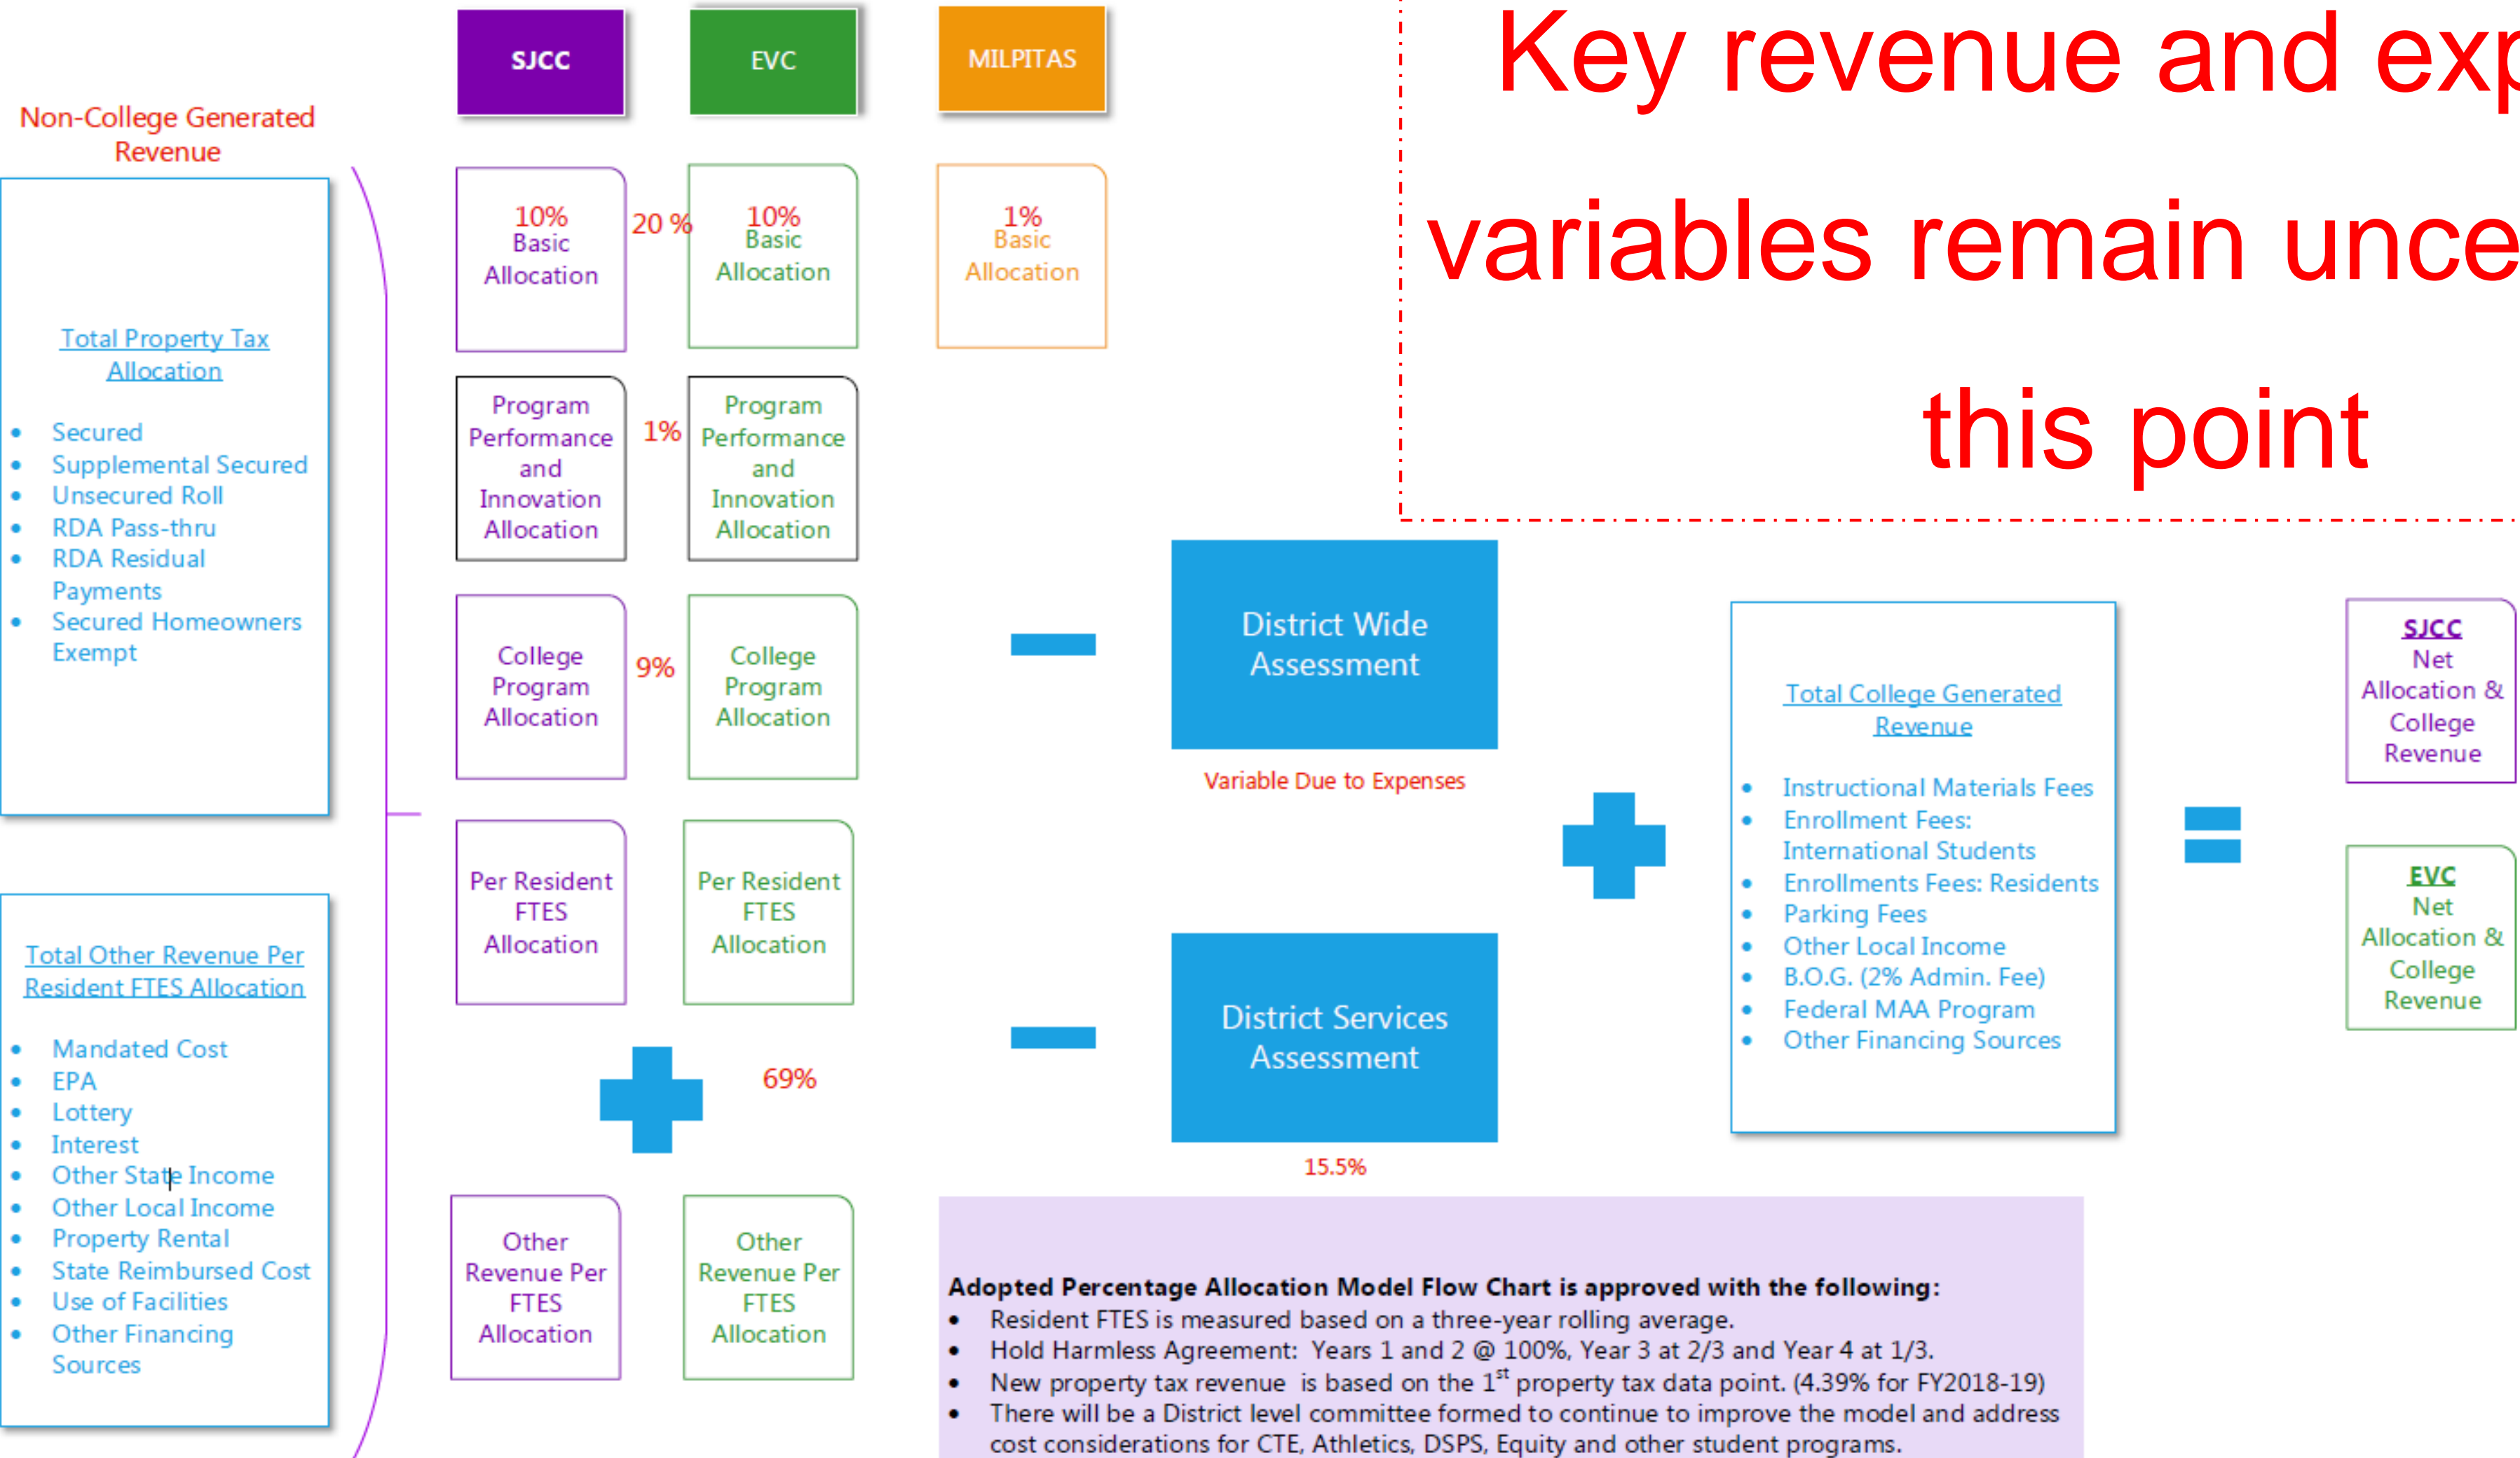 SJCC
EVC
MILPITAS
Key revenue and exp
variables remain unce
this point
Non-College Generated
Revenue
Total Property Tax
Allocation
• Secured
• Supplemental Secured
• Unsecured Roll
• RDA Pass-thru
• RDA Residual
Payments
• Secured Homeowners
Exempt
Total Other Revenue Per
Resident FTES Allocation
• Mandated Cost
• EPA
• Lottery
• Interest
• Other State Income
• Other Local Income
• Property Rental
• State Reimbursed Cost
• Use of Facilities
• Other Financing
Sources
10%
Basic
Allocation
20 %
10%
Basic
Allocation
1%
Basic
Allocation
Program
Performance
and
Innovation
Allocation
1%
Program
Performance
and
Innovation
Allocation
College
Program
Allocation
9%
College
Program
Allocation
Per Resident
FTES
Allocation
Per Resident
FTES
Allocation
69%
Other
Revenue Per
FTES
Allocation
Other
Revenue Per
FTES
Allocation
District Wide
Assessment
Variable Due to Expenses
District Services
Assessment
15.5%
Total College Generated
Revenue
• Instructional Materials Fees
• Enrollment Fees:
International Students
• Enrollments Fees: Residents
• Parking Fees
• Other Local Income
• B.O.G. (2% Admin. Fee)
• Federal MAA Program
• Other Financing Sources
SJCC
Net
Allocation &
College
Revenue
EVC
Net
Allocation &
College
Revenue
Adopted Percentage Allocation Model Flow Chart is approved with the following:
• Resident FTES is measured based on a three-year rolling average.
• Hold Harmless Agreement: Years 1 and 2 @ 100%, Year 3 at 2/3 and Year 4 at 1/3.
• New property tax revenue is based on the 1st property tax data point. (4.39% for FY2018-19)
• There will be a District level committee formed to continue to improve the model and address
cost considerations for CTE, Athletics, DSPS, Equity and other student programs.